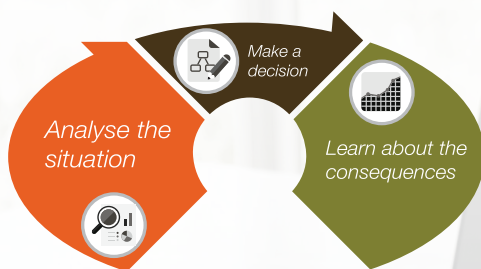 Analyse the
situation
Make a
decision
Learn about the
consequences